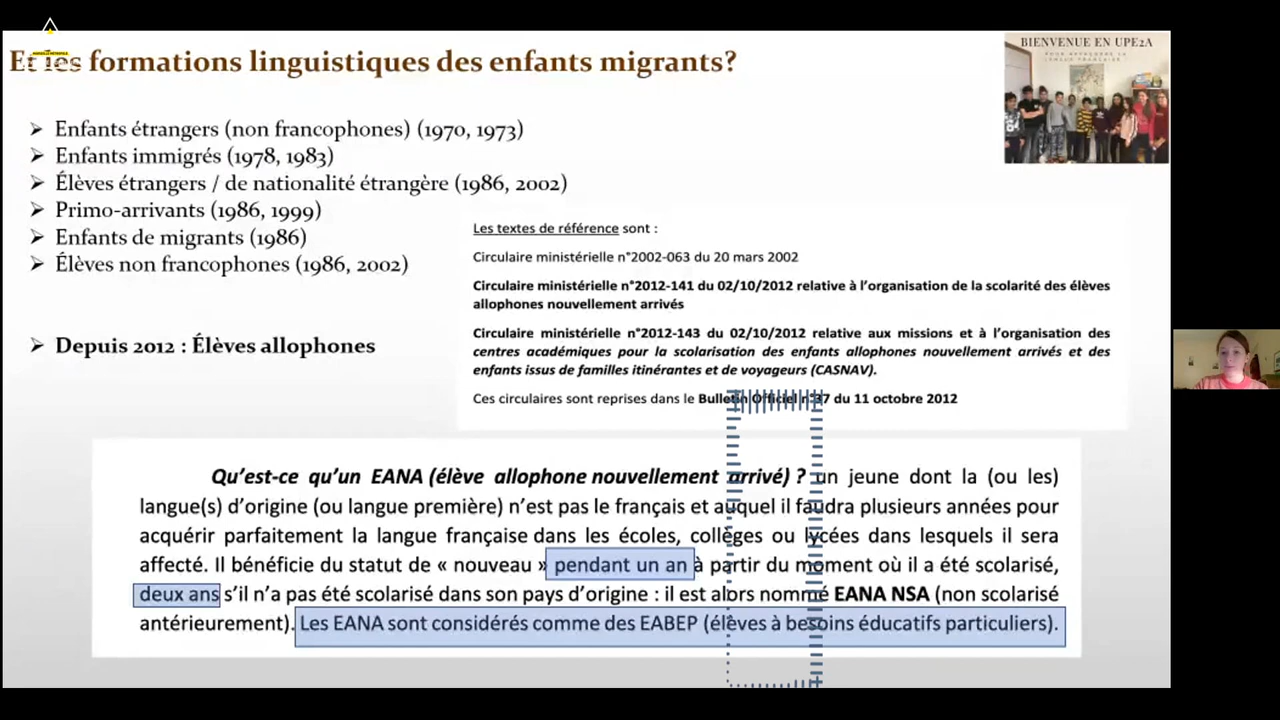 Et les formations linguistiques des enfants migrants?
BIENVENUE EN UPE2A
➢ Enfants étrangers (non francophones) (1970, 1973)
➢ Enfants immigrés (1978, 1983)
➢ Élèves étrangers / de nationalité étrangère (1986, 2002)
➢ Primo-arrivants (1986, 1999)
➢ Enfants de migrants (1986)
➢ Élèves non francophones (1986, 2002)
➢ Depuis 2012 : Élèves allophones
Les textes de référence sont :
Circulaire ministérielle n°2002-063 du 20 mars 2002
Circulaire ministérielle n°2012-141 du 02/10/2012 relative à l'organisation de la scolarité des élèves
allophones nouvellement arrivés
Circulaire ministérielle n°2012-143 du 02/10/2012 relative aux missions et à l'organisation des
centres académiques pour la scolarisation des enfants allophones nouvellement arrivés et des
enfants issus de familles itinérantes et de voyageurs (CASNAV).
Ces circulaires sont reprises dans le Bulletin Officiel n°37 du 11 octobre 2012
Qu'est-ce qu'un EANA (élève allophone nouvellement arrivé) ? un jeune dont la (ou les)
langue(s) d'origine (ou langue première) n'est pas le français et auquel il faudra plusieurs années pour
acquérir parfaitement la langue française dans les écoles, collèges ou lycées dans lesquels il sera
affecté. Il bénéficie du statut de « nouveau » pendant un an à partir du moment où il a été scolarisé,
deux ans s'il n'a pas été scolarisé dans son pays d'origine : il est alors nommé EANA NSA (non scolarisé
antérieurement). Les EANA sont considérés comme des EABEP (élèves à besoins éducatifs particuliers).